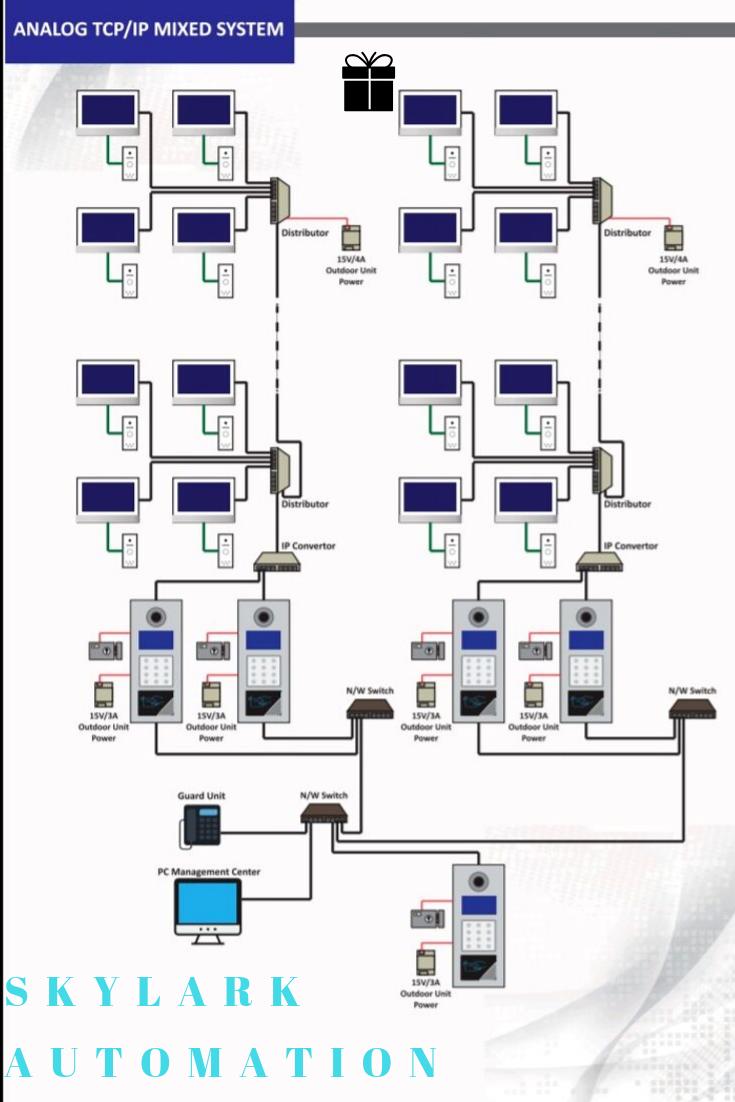 ANALOG TCP/IP MIXED SYSTEM
Distributor
15V/4A
Outdoor Unit
Power
Distributor
15V/4A
Outdoor Unit
Power
Distributor
IP Convertor
Distributor
IP Convertor
15V/3A
Outdoor Unit
Power
15V/3A
Outdoor Unit
Power
N/W Switch
15V/3A
Outdoor Unit
Power
15V/3A
Outdoor Unit
Power
N/W Switch
Guard Unit
N/W Switch
PC Management Center
15V/3A
Outdoor Unit
Power
SKYLARK
AUTOMATION